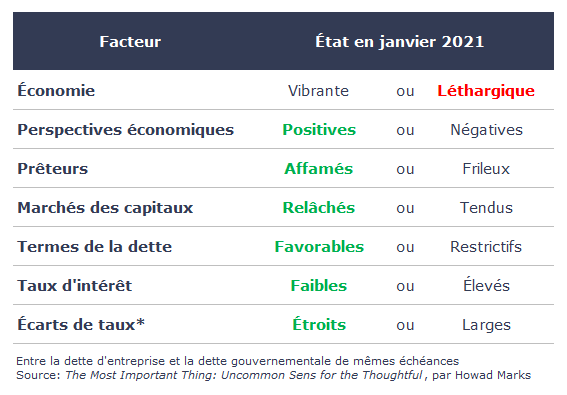 Facteur État en janvier 2021
Économie Vibrante ou Léthargique
Perspectives économiques Positives ou Négatives
Prêteurs Affamés ou Frileux
Marchés des capitaux Relâchés ou Tendus
Termes de la dette Favorables ou Restrictifs
Taux d'intérêt Faibles ou Élevés
Écarts de taux* Étroits ou Larges
Entre la dette d'entreprise et la dette gouvernementale de mêmes échéances
Source: The Most Important Thing: Uncommon Sens for the Thoughtful, par Howad Marks